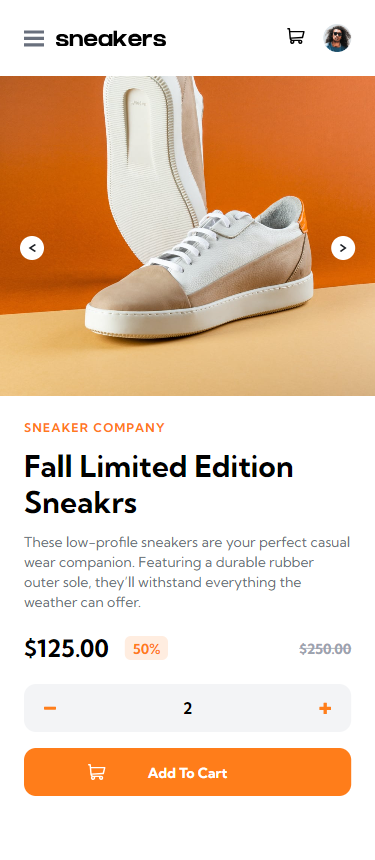 sneakers
<
>
SNEAKER COMPANY
Fall Limited Edition
Sneakrs
These low-profile sneakers are your perfect casual
wear companion. Featuring a durable rubber
outer sole, they'll withstand everything the
weather can offer.
$125.00 50% $250.00
− 2 +
Add To Cart